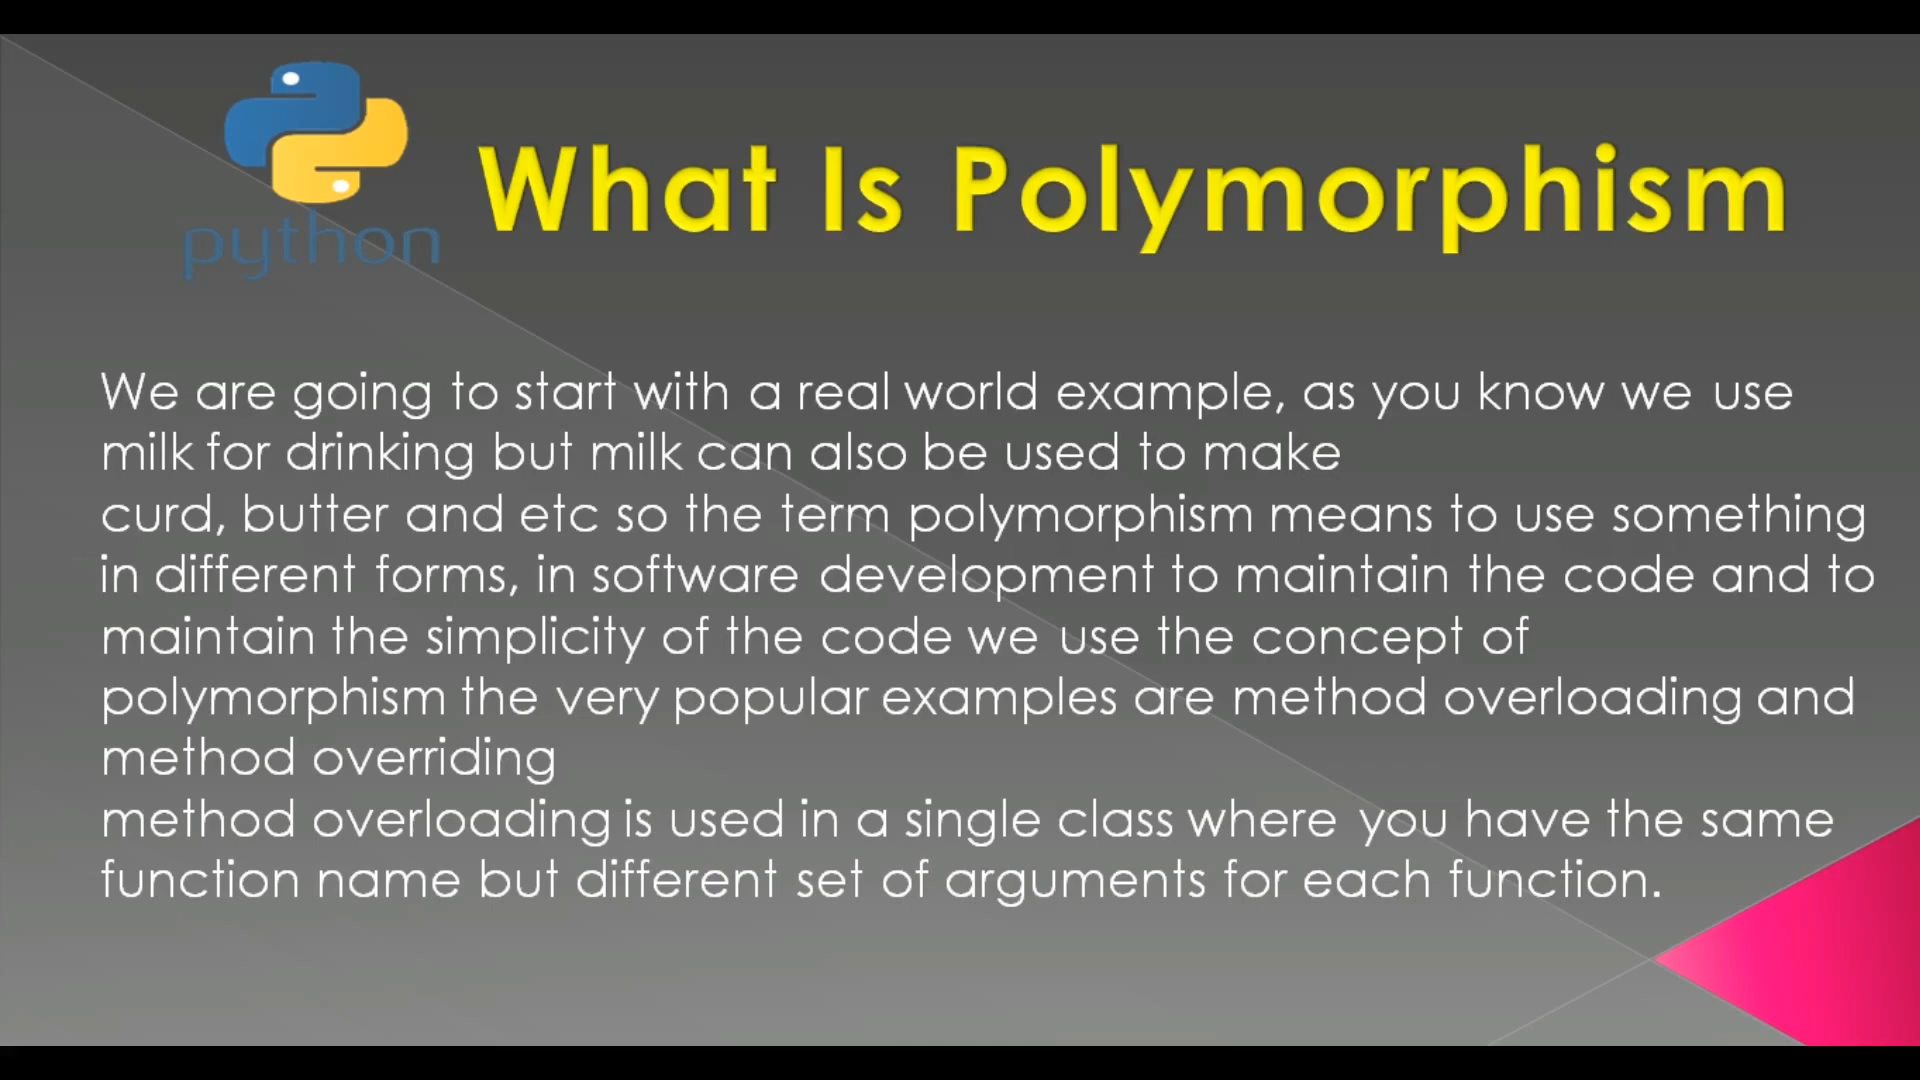 python
What Is Polymorphism
We are going to start with a real world example, as you know we use
milk for drinking but milk can also be used to make
curd, butter and etc so the term polymorphism means to use something
in different forms, in software development to maintain the code and to
maintain the simplicity of the code we use the concept of
polymorphism the very popular examples are method overloading and
method overriding
method overloading is used in a single class where you have the same
function name but different set of arguments for each function.